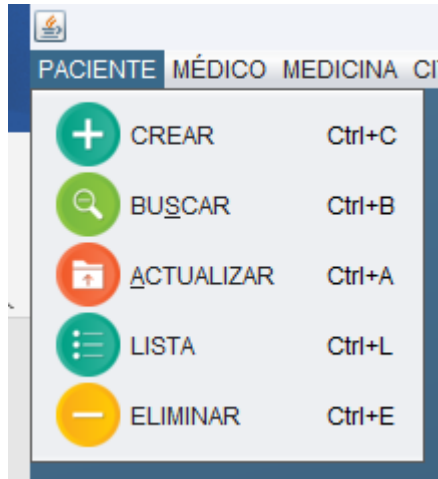 PACIENTE MÉDICO MEDICINA
CREAR Ctrl+C
BUSCAR Ctrl+B
ACTUALIZAR Ctrl+A
LISTA Ctrl+L
ELIMINAR Ctrl+E